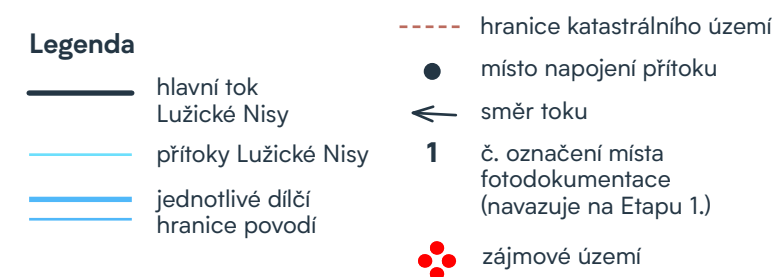 Legenda
hlavní tok
Lužické Nisy
přítoky Lužické Nisy
jednotlivé dílčí
hranice povodí
hranice katastrálního území
místo napojení přítoku
směr toku
1 č. označení místa
fotodokumentace
(navazuje na Etapu 1.)
zájmové území